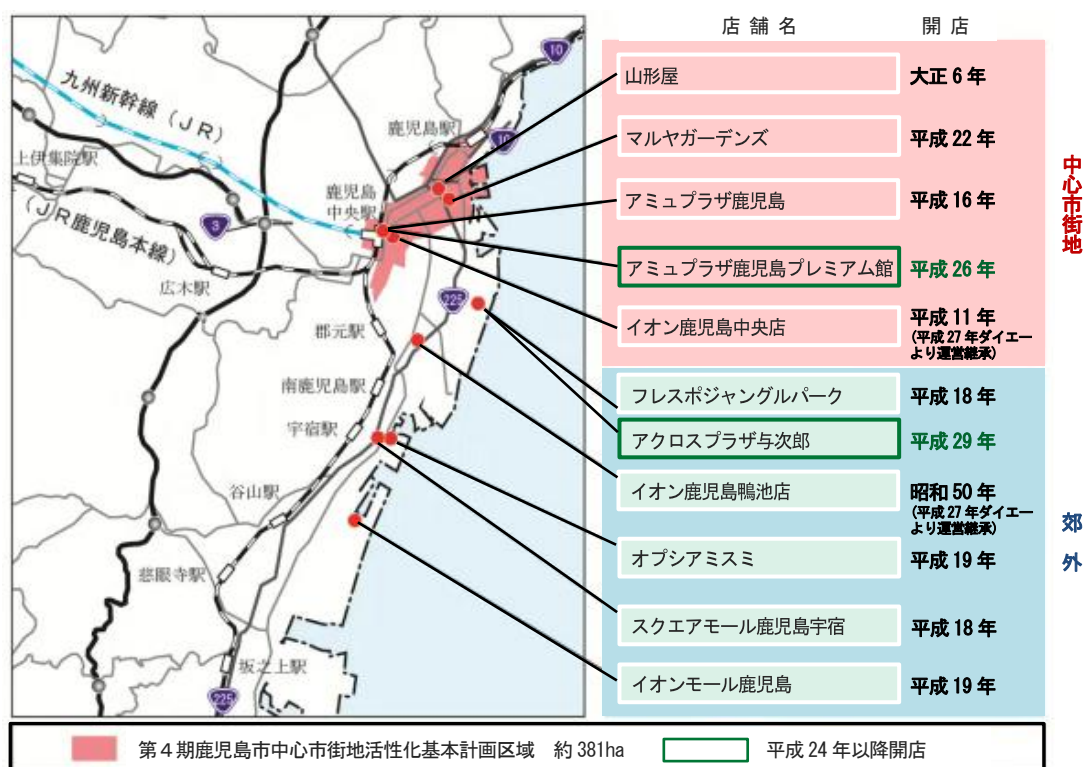 店舗名 開店
山形屋 大正6年
マルヤガーデンズ 平成22年
アミュプラザ鹿児島 平成16年
アミュプラザ鹿児島プレミアム館 平成26年
イオン鹿児島中央店 平成11年
(平成27年ダイエー
より運営継承)
中心市街地
フレスポジャングルパーク 平成18年
アクロスプラザ与次郎 平成29年
イオン鹿児島鴨池店 昭和50年
(平成27年ダイエー
より運営継承)
オプシアミスミ 平成19年
スクエアモール鹿児島宇宿 平成18年
イオンモール鹿児島 平成19年
郊外
10
九州新幹線(JR)
鹿児島駅
10
上伊集院駅
鹿児島
中央駅
3
(JR鹿児島本線)
広木駅
225
郡元駅
南鹿児島駅
宇宿駅
谷山駅
慈眼寺駅
坂之上駅
225
第4期鹿児島市中心市街地活性化基本計画区域 約381ha 平成24年以降開店